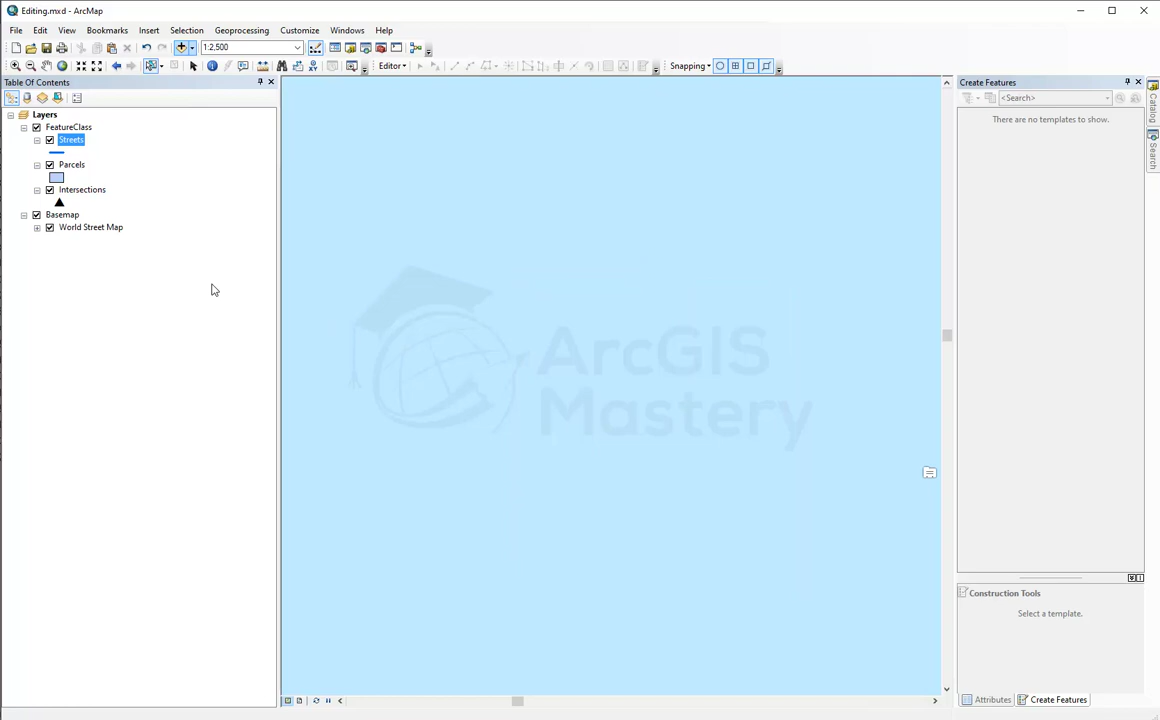 Editing.mxd - ArcMap
File Edit View Bookmarks Insert Selection Geoprocessing Customize Windows Help
1:2,500
Editor Snapping
Table Of Contents
Layers
FeatureClass
Streets
Parcels
Intersections
Basemap
World Street Map
ArcGIS
Mastery
Create Features
<Search>
There are no templates to show.
Construction Tools
Select a template.
Attributes Create Features
Catalog
Search